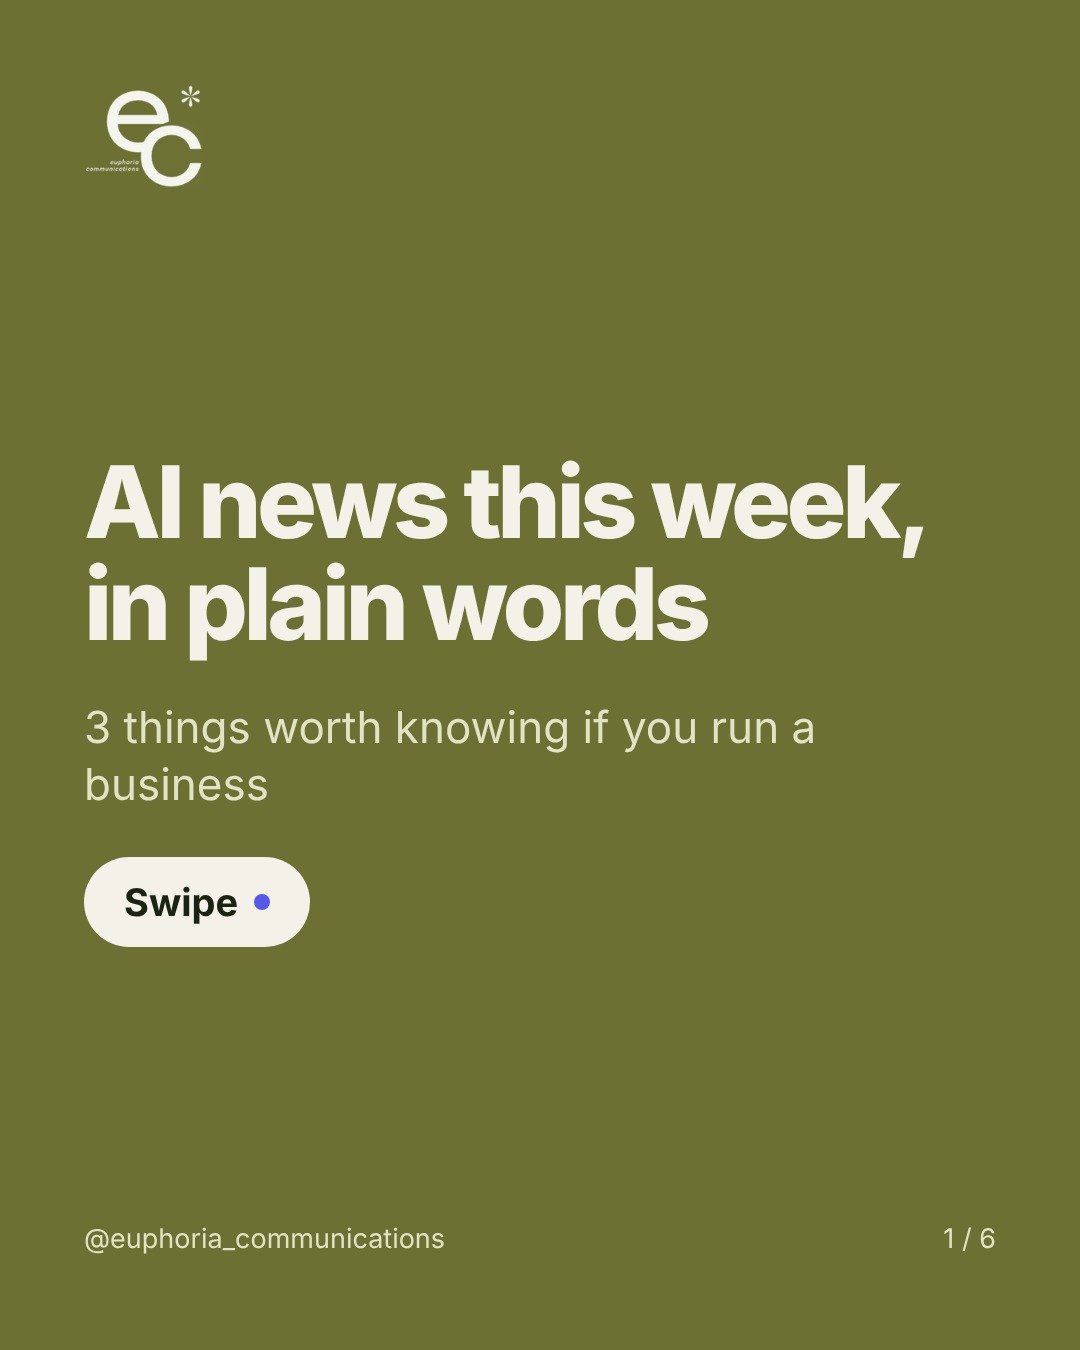 ec*
euphoria
communications
AI news this week,
in plain words
3 things worth knowing if you run a
business
Swipe
@euphoria_communications
1 / 6